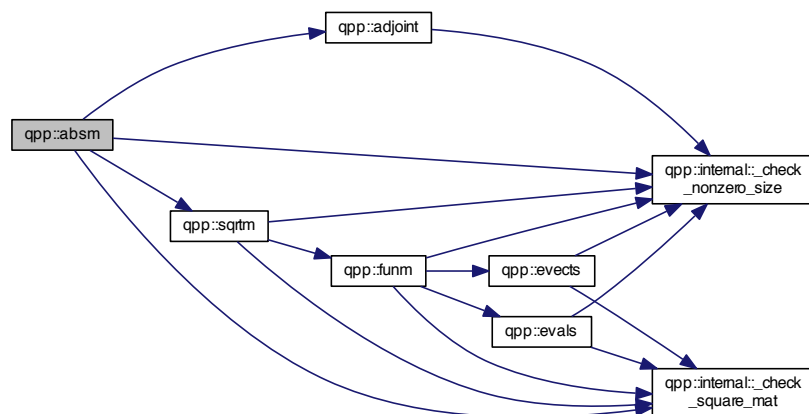 qpp::adjoint
qpp::absm
qpp::internal::_check
_nonzero_size
qpp::sqrtm
qpp::funm
qpp::evects
qpp::evals
qpp::internal::_check
_square_mat